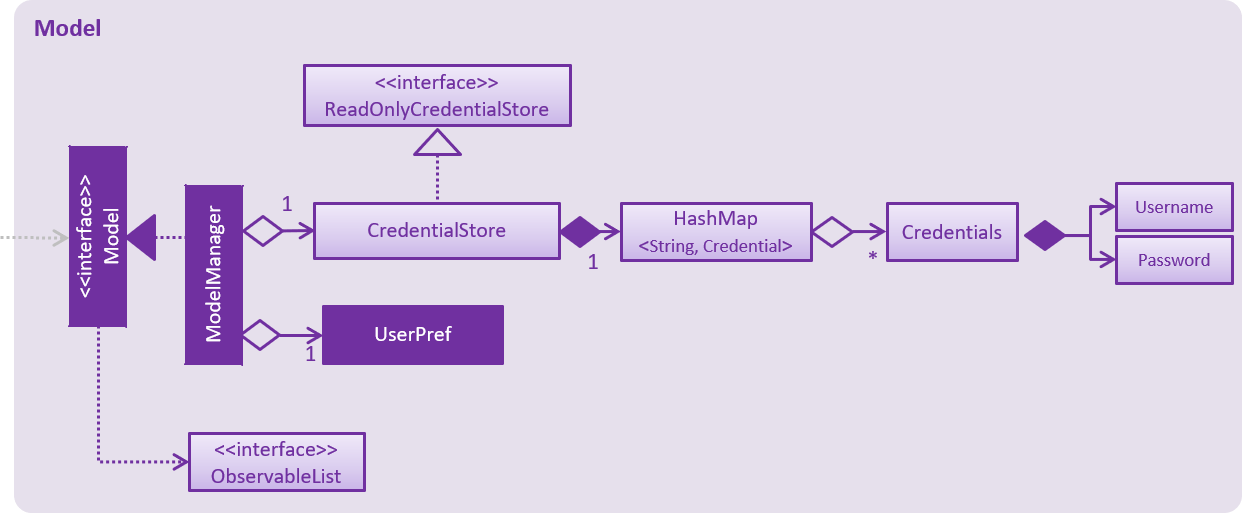 Model
<<interface>>
ReadOnlyCredentialStore
<<interface>>
Model
ModelManager
1
CredentialStore
1
HashMap
<String, Credential>
*
Credentials
Username
Password
1
UserPref
<<interface>>
ObservableList